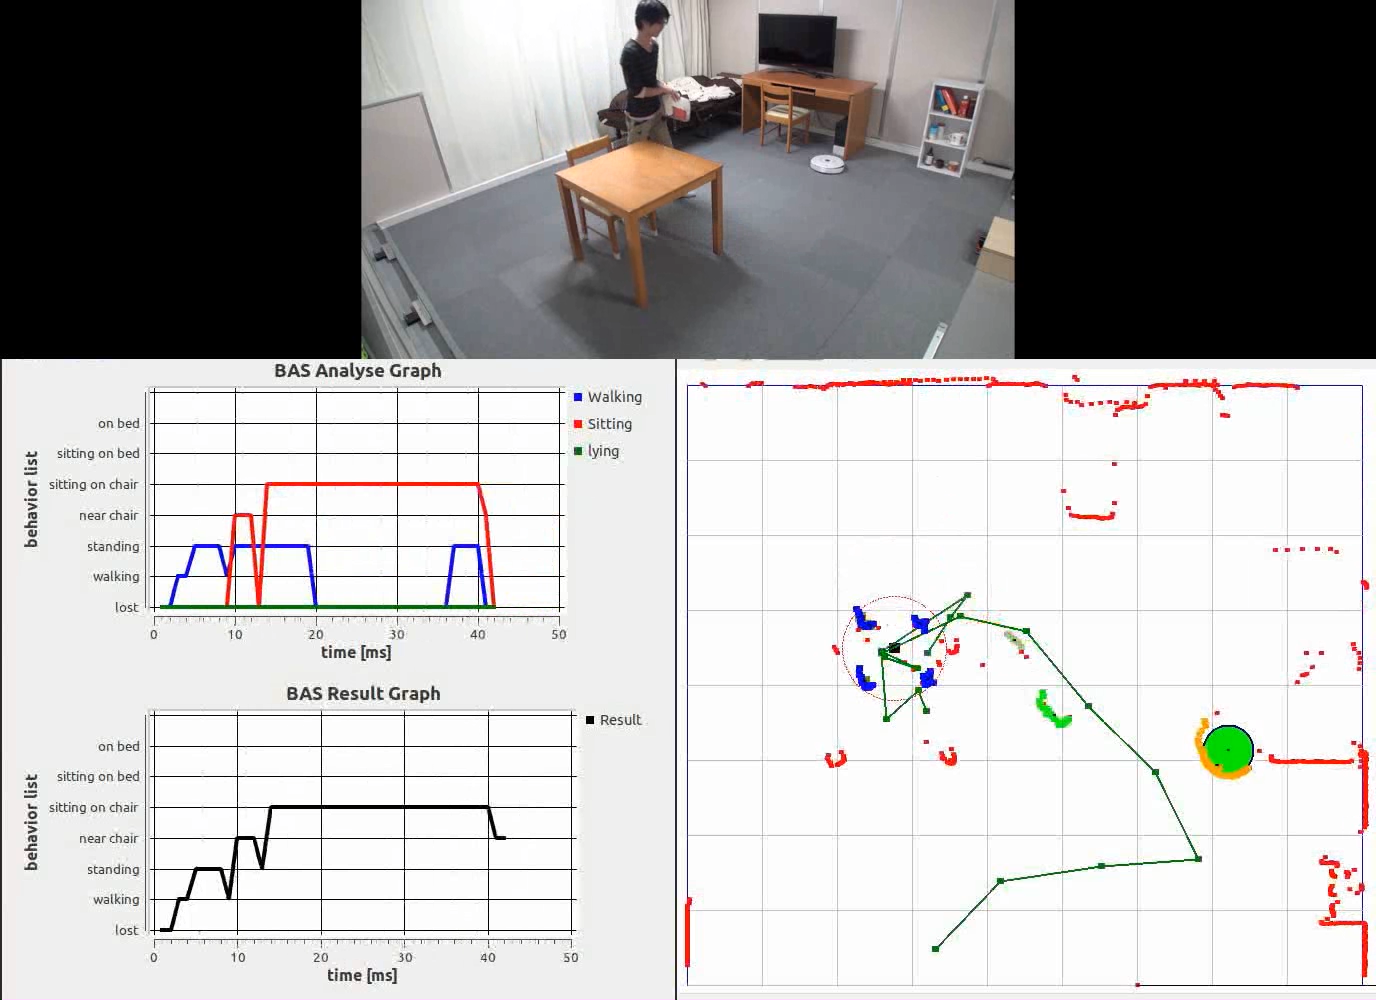 BAS Analyse Graph
behavior list
on bed
sitting on bed
sitting on chair
near chair
standing
walking
lost
0 10 20 30 40 50
time [ms]
Walking
Sitting
lying
BAS Result Graph
behavior list
on bed
sitting on bed
sitting on chair
near chair
standing
walking
lost
0 10 20 30 40 50
time [ms]
Result